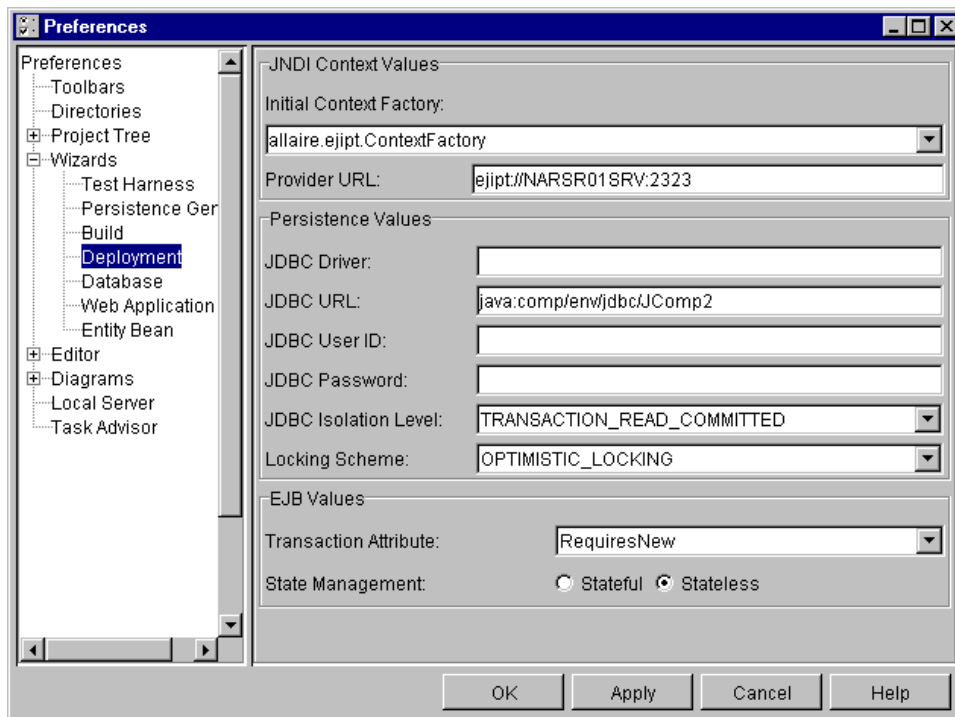 Preferences
Preferences
Toolbars
Directories
Project Tree
Wizards
Test Harness
Persistence Ger
Build
Deployment
Database
Web Application
Entity Bean
Editor
Diagrams
Local Server
Task Advisor
JNDI Context Values
Initial Context Factory:
allaire.ejipt.ContextFactory
Provider URL: ejipt://NARSR01SRV:2323
Persistence Values
JDBC Driver:
JDBC URL: java:comp/env/jdbc/JComp2
JDBC User ID:
JDBC Password:
JDBC Isolation Level: TRANSACTION_READ_COMMITTED
Locking Scheme: OPTIMISTIC_LOCKING
EJB Values
Transaction Attribute: RequiresNew
State Management: Stateful Stateless
OK Apply Cancel Help